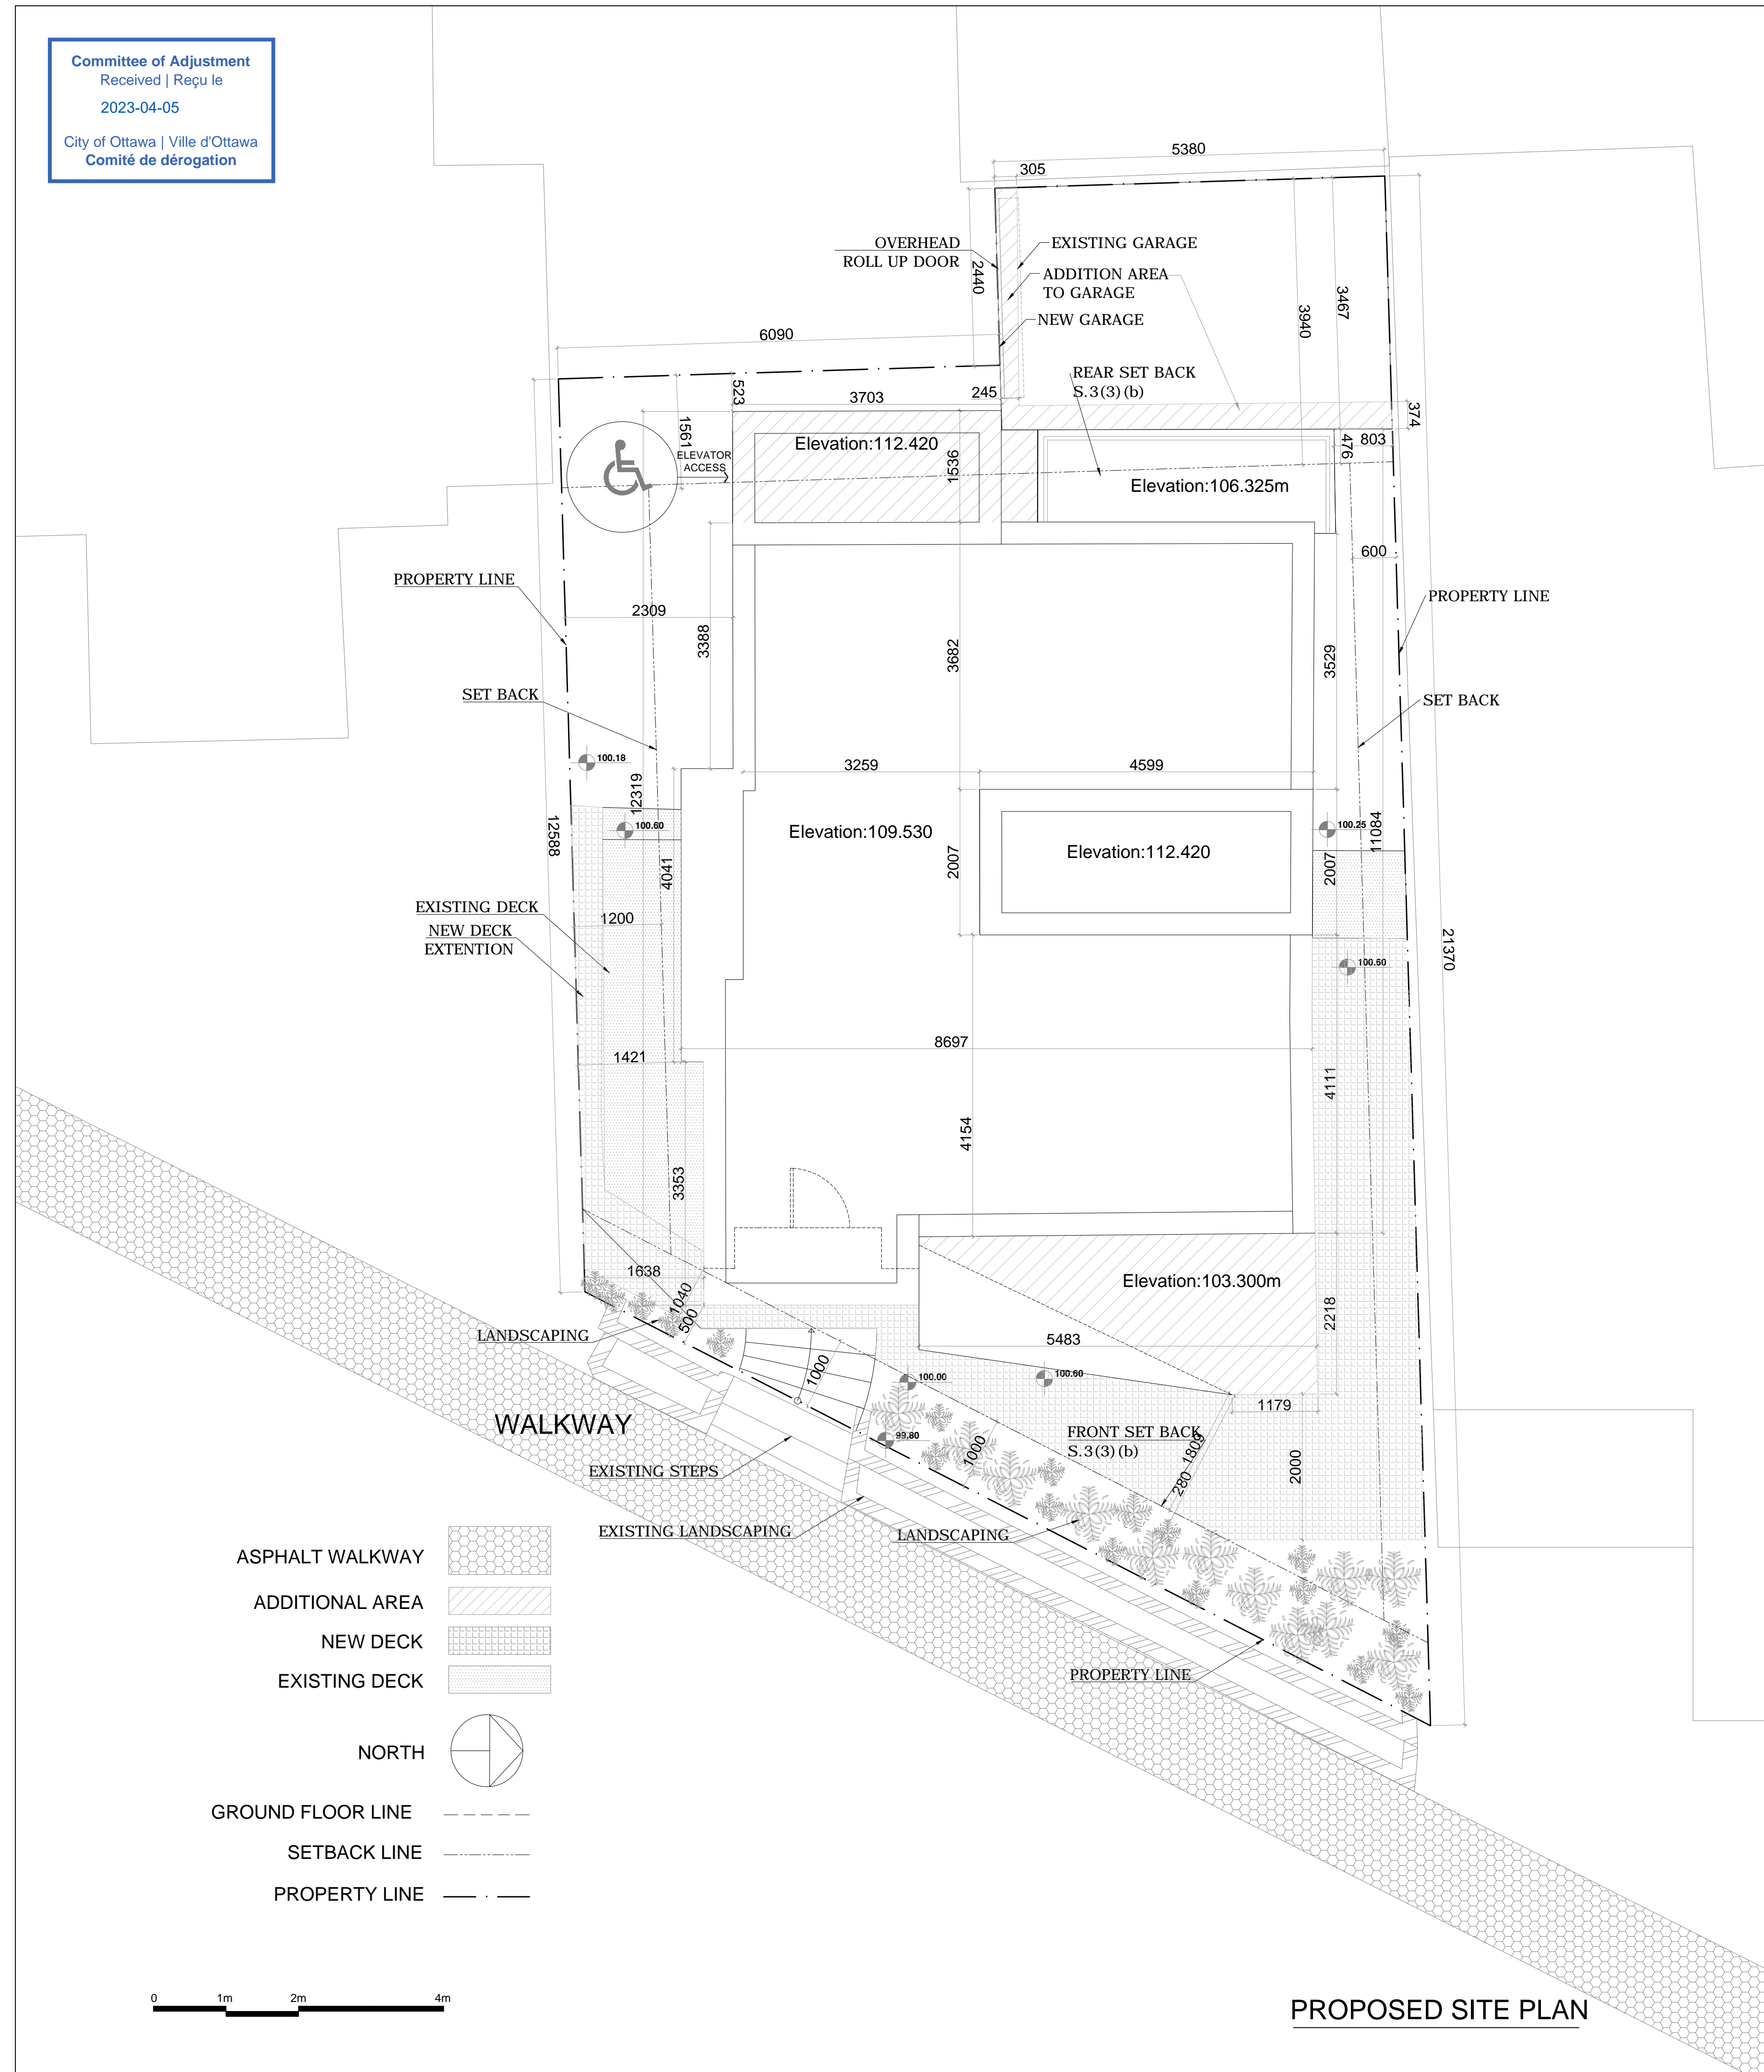 Committee of Adjustment
Received | Reçu le
2023-04-05
City of Ottawa | Ville d'Ottawa
Comité de dérogation
5380
305
OVERHEAD
ROLL UP DOOR
2440
EXISTING GARAGE
ADDITION AREA
TO GARAGE
NEW GARAGE
3467
3940
6090
REAR SET BACK
S.3(3)(b)
523
3703
245
374
1561
ELEVATOR
ACCESS
Elevation:112.420
1536
476
803
Elevation:106.325m
600
PROPERTY LINE
PROPERTY LINE
2309
3388
3682
3529
SET BACK
SET BACK
100.18
3259
4599
12319
12588
100.60
4041
Elevation:109.530
2007
Elevation:112.420
100.25
11084
2007
EXISTING DECK
NEW DECK
EXTENTION
1200
21370
100.60
8697
1421
4111
4154
3353
1638
1040
500
Elevation:103.300m
2218
LANDSCAPING
5483
1000
100.00
100.60
1179
WALKWAY
99.80
FRONT SET BACK
S.3(3)(b)
1000
1809
280
2000
EXISTING STEPS
EXISTING LANDSCAPING
LANDSCAPING
PROPERTY LINE
ASPHALT WALKWAY
ADDITIONAL AREA
NEW DECK
EXISTING DECK
NORTH
GROUND FLOOR LINE
SETBACK LINE
PROPERTY LINE
0 1m 2m 4m
PROPOSED SITE PLAN